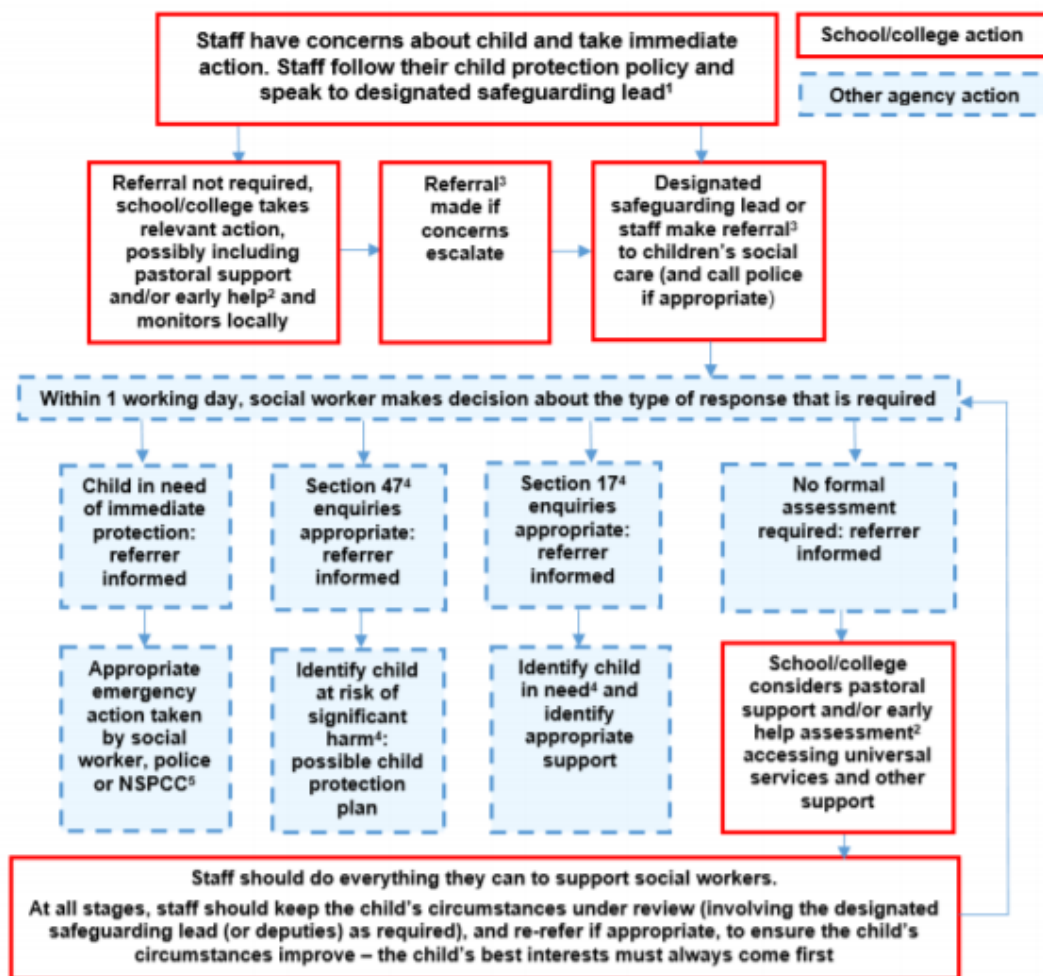 Staff have concerns about child and take immediate
action. Staff follow their child protection policy and
speak to designated safeguarding lead¹
School/college action
Other agency action
Referral not required,
school/college takes
relevant action,
possibly including
pastoral support
and/or early help² and
monitors locally
Referral³
made if
concerns
escalate
Designated
safeguarding lead or
staff make referral³
to children's social
care (and call police
if appropriate)
Within 1 working day, social worker makes decision about the type of response that is required
Child in need
of immediate
protection:
referrer
informed
Section 47⁴
enquiries
appropriate:
referrer
informed
Section 17⁴
enquiries
appropriate:
referrer
informed
No formal
assessment
required: referrer
informed
Appropriate
emergency
action taken
by social
worker, police
or NSPCC⁵
Identify child
at risk of
significant
harm⁴:
possible child
protection
plan
Identify child
in need⁴ and
identify
appropriate
support
School/college
considers pastoral
support and/or early
help assessment²
accessing universal
services and other
support
Staff should do everything they can to support social workers.
At all stages, staff should keep the child's circumstances under review (involving the designated
safeguarding lead (or deputies) as required), and re-refer if appropriate, to ensure the child's
circumstances improve – the child's best interests must always come first